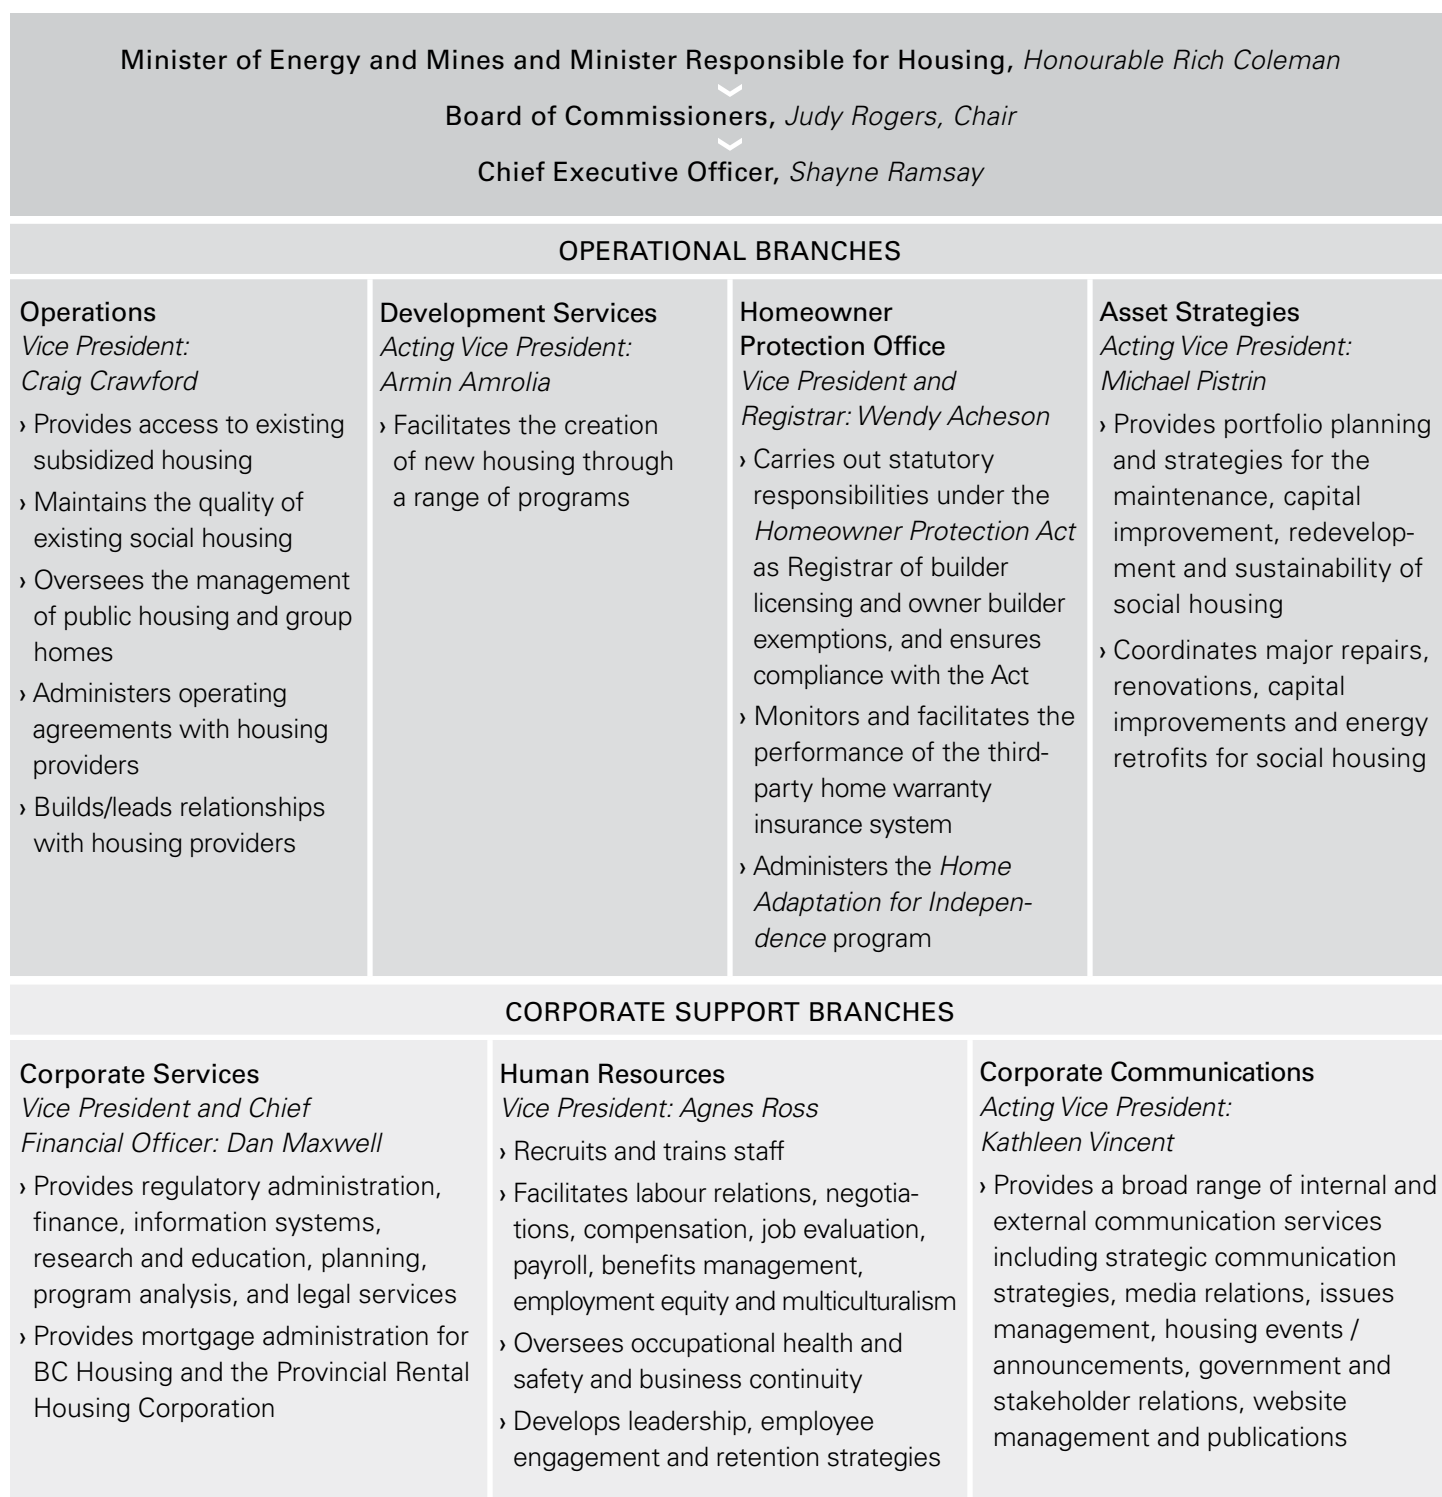 Minister of Energy and Mines and Minister Responsible for Housing, Honourable Rich Coleman
Board of Commissioners, Judy Rogers, Chair
Chief Executive Officer, Shayne Ramsay
OPERATIONAL BRANCHES
Operations
Vice President:
Craig Crawford
› Provides access to existing
subsidized housing
› Maintains the quality of
existing social housing
› Oversees the management
of public housing and group
homes
› Administers operating
agreements with housing
providers
› Builds/leads relationships
with housing providers
Development Services
Acting Vice President:
Armin Amrolia
› Facilitates the creation
of new housing through
a range of programs
Homeowner
Protection Office
Vice President and
Registrar: Wendy Acheson
› Carries out statutory
responsibilities under the
Homeowner Protection Act
as Registrar of builder
licensing and owner builder
exemptions, and ensures
compliance with the Act
› Monitors and facilitates the
performance of the third-
party home warranty
insurance system
› Administers the Home
Adaptation for Indepen-
dence program
Asset Strategies
Acting Vice President:
Michael Pistrin
› Provides portfolio planning
and strategies for the
maintenance, capital
improvement, redevelop-
ment and sustainability of
social housing
› Coordinates major repairs,
renovations, capital
improvements and energy
retrofits for social housing
CORPORATE SUPPORT BRANCHES
Corporate Services
Vice President and Chief
Financial Officer: Dan Maxwell
› Provides regulatory administration,
finance, information systems,
research and education, planning,
program analysis, and legal services
› Provides mortgage administration for
BC Housing and the Provincial Rental
Housing Corporation
Human Resources
Vice President: Agnes Ross
› Recruits and trains staff
› Facilitates labour relations, negotia-
tions, compensation, job evaluation,
payroll, benefits management,
employment equity and multiculturalism
› Oversees occupational health and
safety and business continuity
› Develops leadership, employee
engagement and retention strategies
Corporate Communications
Acting Vice President:
Kathleen Vincent
› Provides a broad range of internal and
external communication services
including strategic communication
strategies, media relations, issues
management, housing events /
announcements, government and
stakeholder relations, website
management and publications